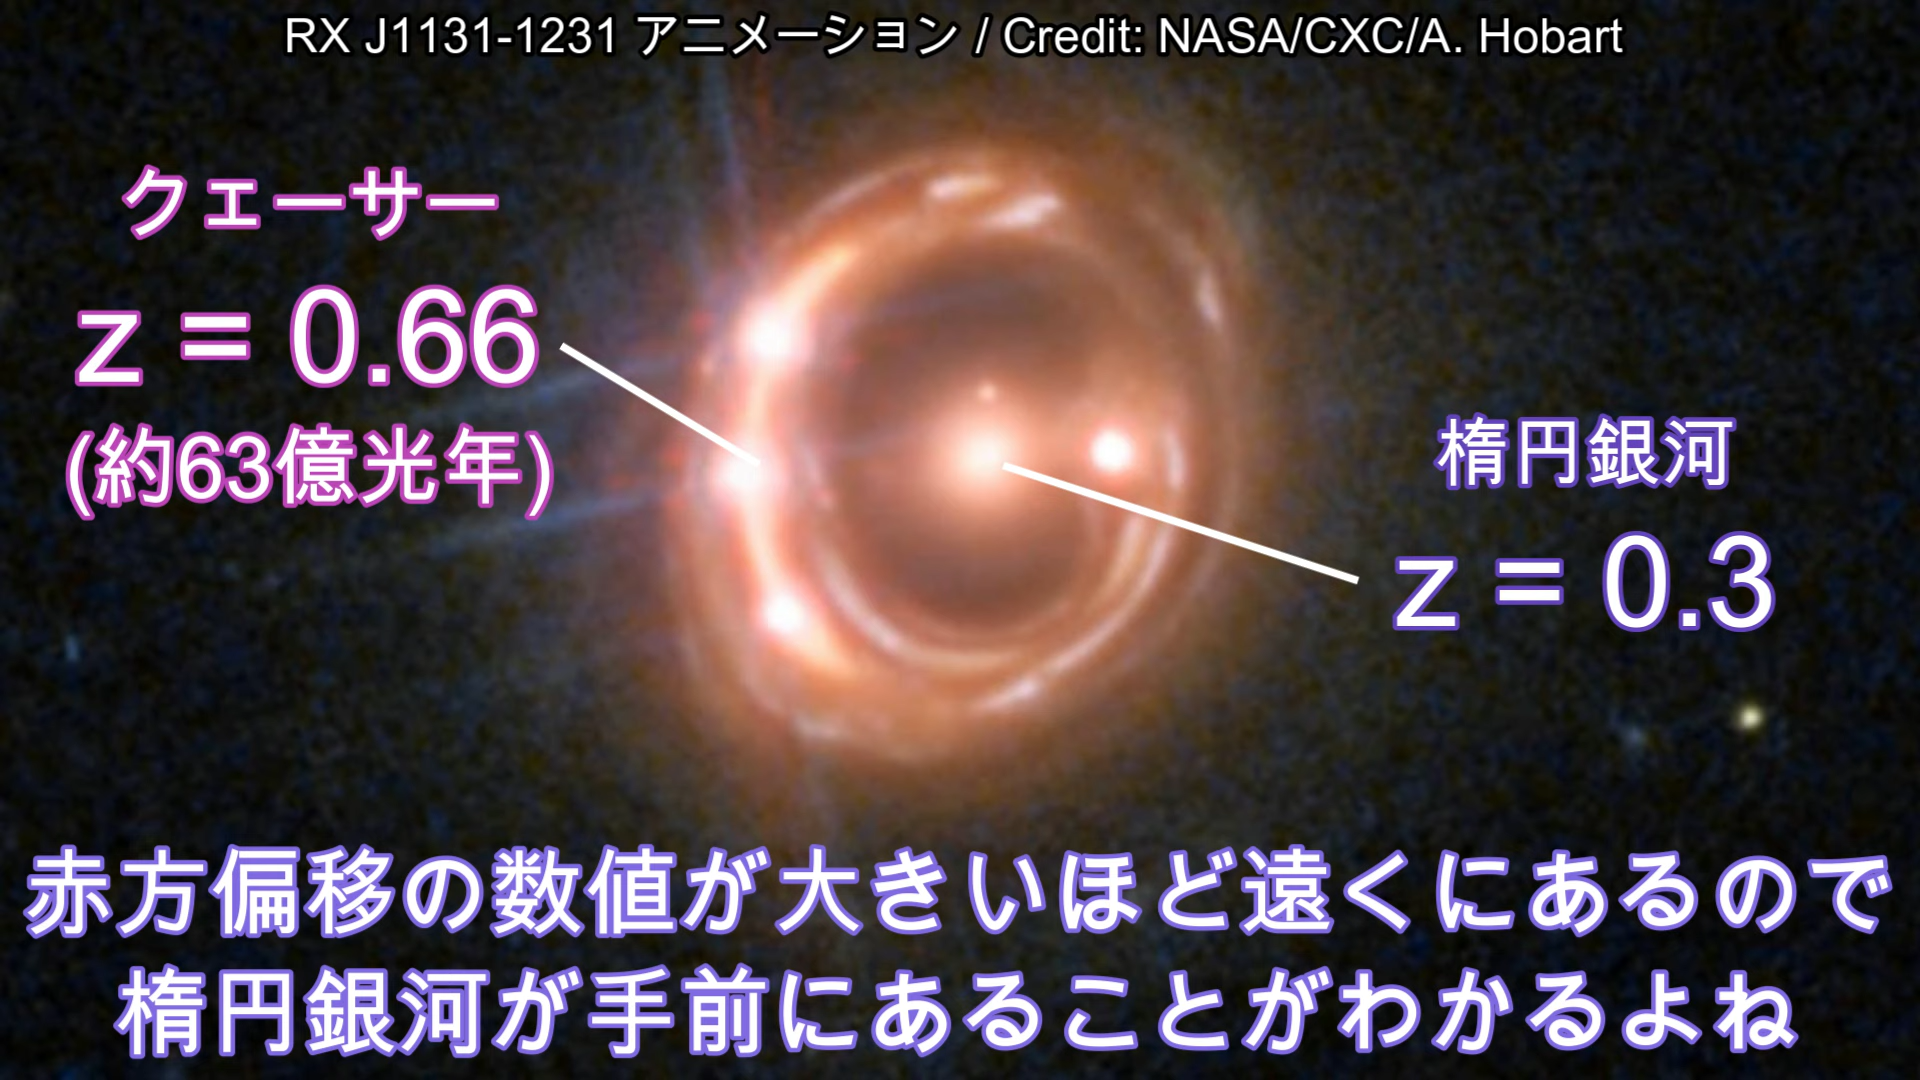 RX J1131-1231 アニメーション / Credit: NASA/CXC/A. Hobart
クェーサー
z = 0.66
(約63億光年)
楕円銀河
z = 0.3
赤方偏移の数値が大きいほど遠くにあるので
楕円銀河が手前にあることがわかるよね